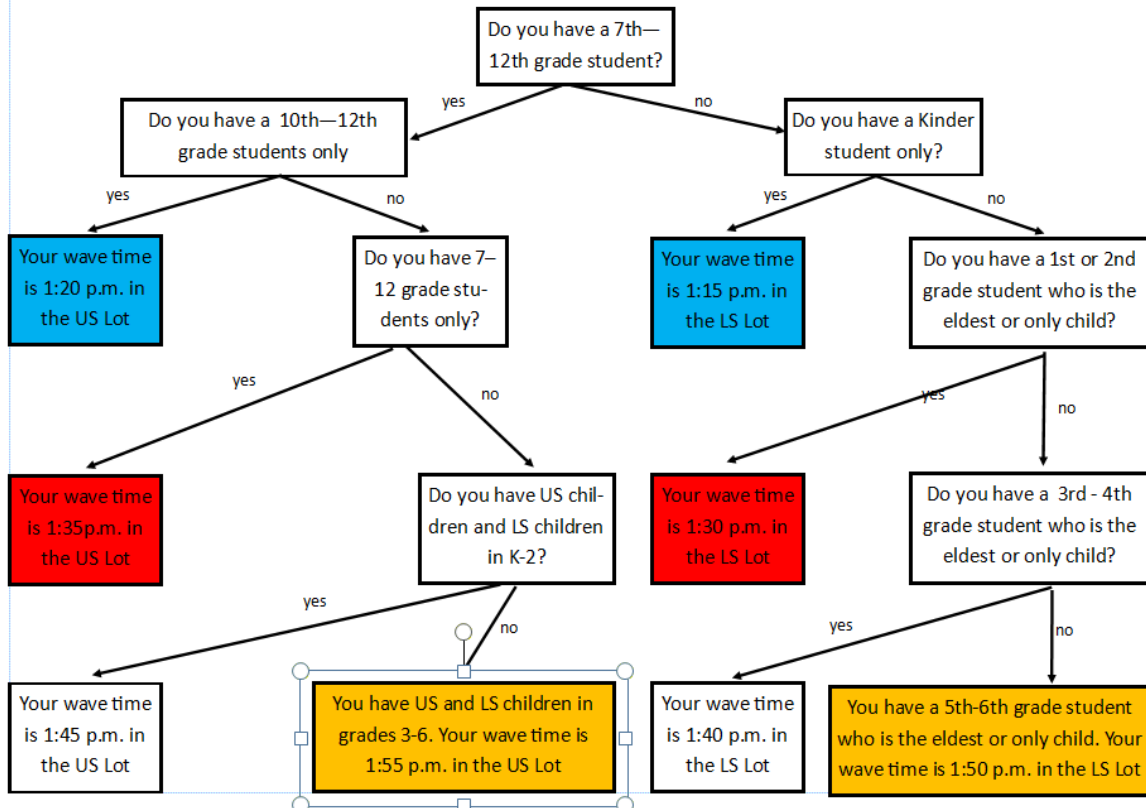 Do you have a 7th—
12th grade student?
yes
no
Do you have a  10th—12th
grade students only
Do you have a Kinder
student only?
yes
no
yes
no
Your wave time
is 1:20 p.m. in
the US Lot
Do you have 7–
12 grade stu-
dents only?
Your wave time
is 1:15 p.m. in
the LS Lot
Do you have a 1st or 2nd
grade student who is the
eldest or only child?
yes
no
yes
no
Your wave time
is 1:35p.m. in
the US Lot
Do you have US chil-
dren and LS children
in K-2?
Your wave time
is 1:30 p.m. in
the LS Lot
Do you have a  3rd - 4th
grade student who is the
eldest or only child?
yes
no
yes
no
Your wave time
is 1:45 p.m. in
the US Lot
You have US and LS children in
grades 3-6. Your wave time is
1:55 p.m. in the US Lot
Your wave time
is 1:40 p.m. in
the LS Lot
You have a 5th-6th grade student
who is the eldest or only child. Your
wave time is 1:50 p.m. in the LS Lot